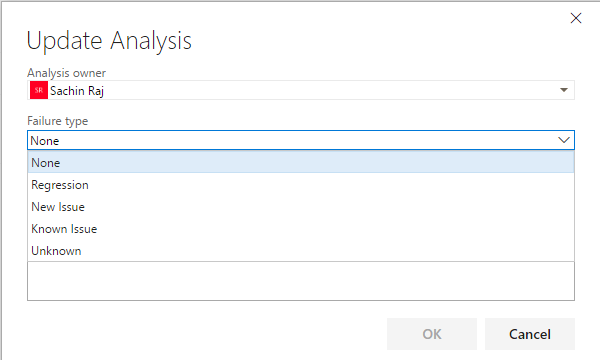 Update Analysis
Analysis owner
SR Sachin Raj
Failure type
None
None
Regression
New Issue
Known Issue
Unknown
OK Cancel